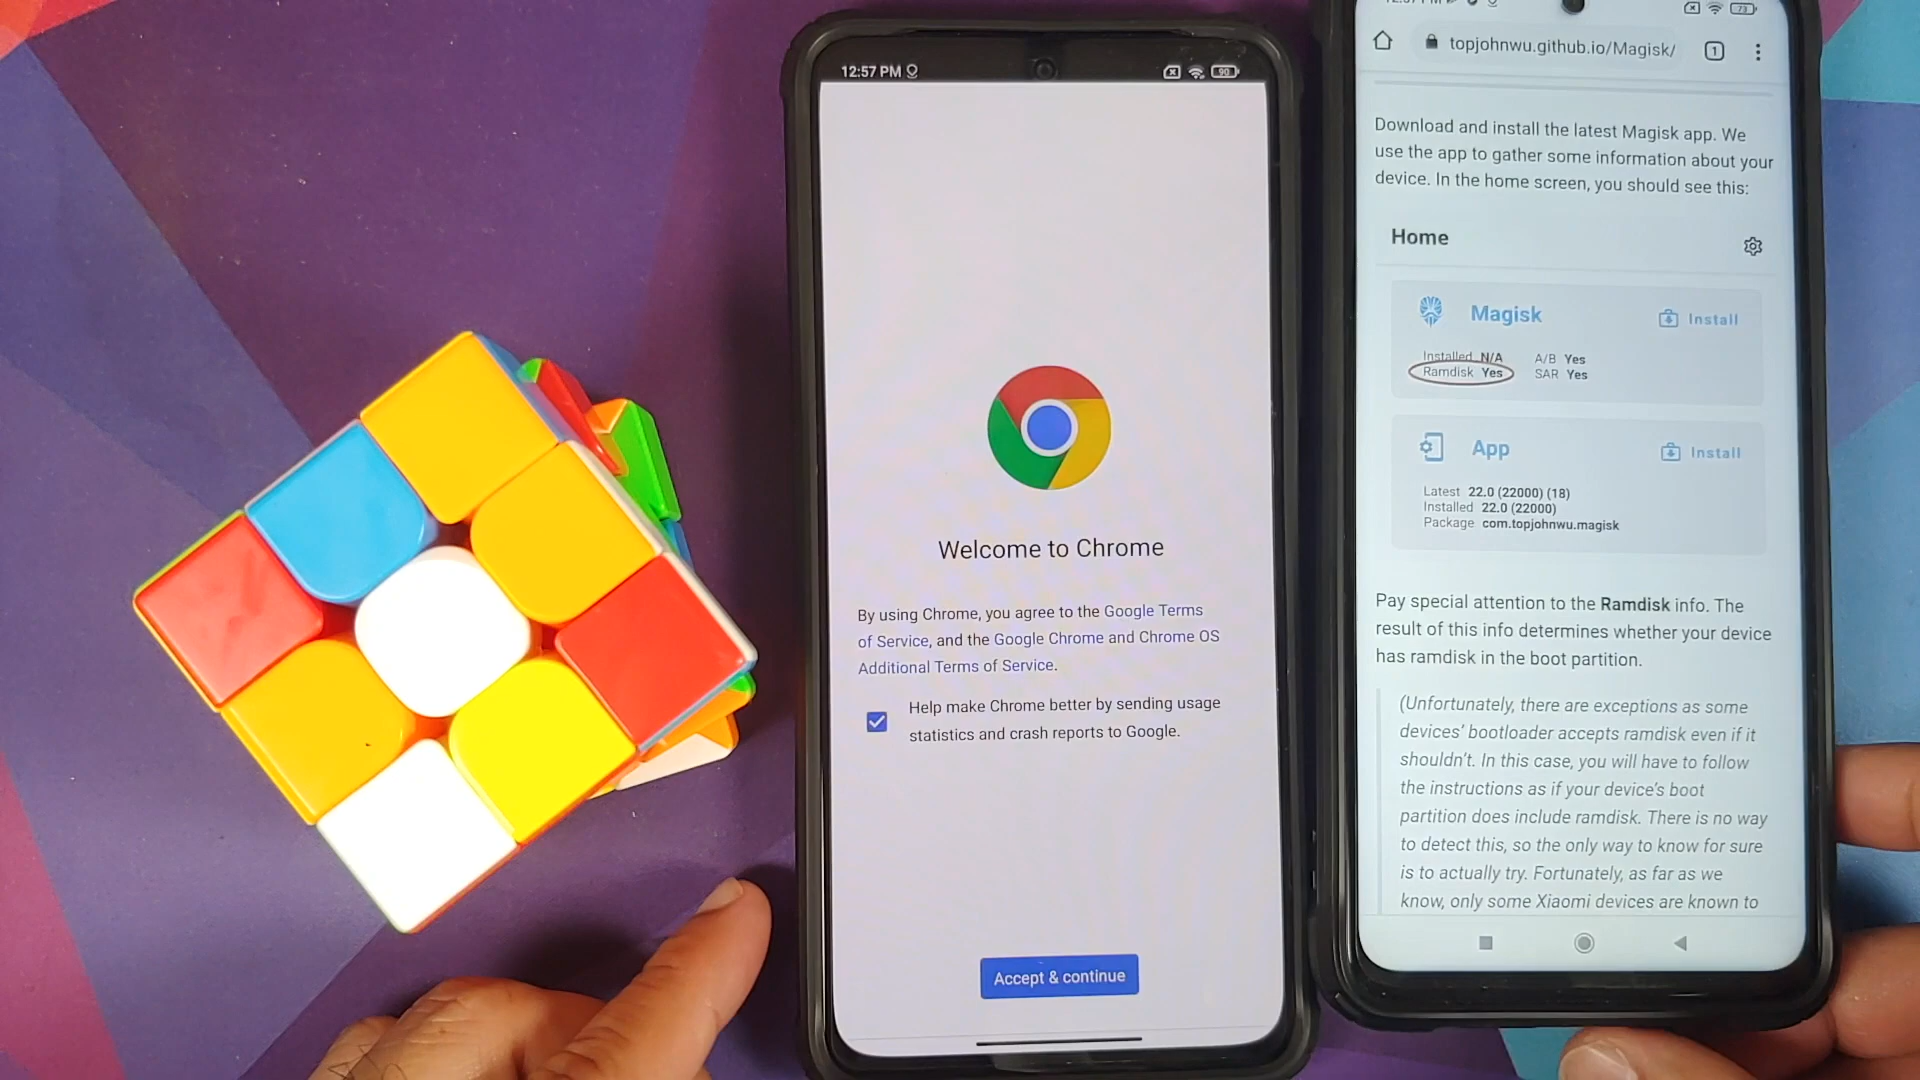 12:57 PM
90
Welcome to Chrome
By using Chrome, you agree to the Google Terms
of Service, and the Google Chrome and Chrome OS
Additional Terms of Service.
Help make Chrome better by sending usage
statistics and crash reports to Google.
Accept & continue
73
topjohnwu.github.io/Magisk/
1
Download and install the latest Magisk app. We
use the app to gather some information about your
device. In the home screen, you should see this:
Home
Magisk
Install
Installed N/A A/B Yes
Ramdisk Yes SAR Yes
App
Install
Latest 22.0 (22000) (18)
Installed 22.0 (22000)
Package com.topjohnwu.magisk
Pay special attention to the Ramdisk info. The
result of this info determines whether your device
has ramdisk in the boot partition.
(Unfortunately, there are exceptions as some
devices’ bootloader accepts ramdisk even if it
shouldn’t. In this case, you will have to follow
the instructions as if your device’s boot
partition does include ramdisk. There is no way
to detect this, so the only way to know for sure
is to actually try. Fortunately, as far as we
know, only some Xiaomi devices are known to